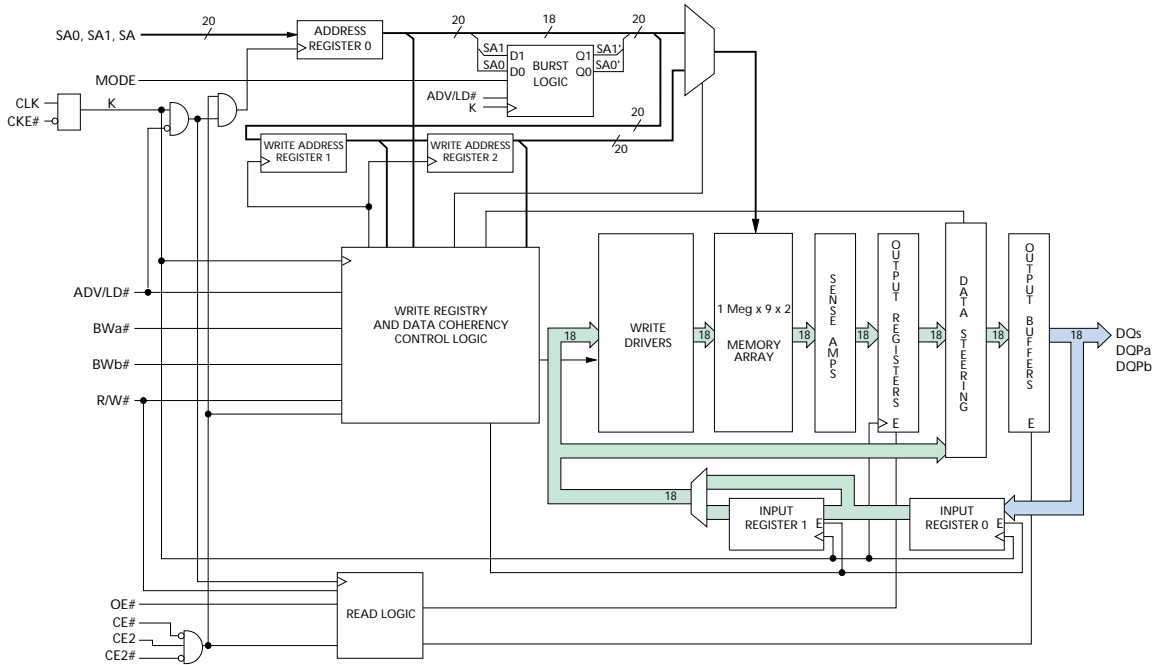 20
SA0, SA1, SA
ADDRESS
REGISTER 0
20
18
20
SA1
SA0
D1
D0
BURST
LOGIC
Q1
Q0
SA1'
SA0'
MODE
ADV/LD#
K
CLK
CKE#
K
20
20
WRITE ADDRESS
REGISTER 1
WRITE ADDRESS
REGISTER 2
ADV/LD#
BWa#
BWb#
R/W#
WRITE REGISTRY
AND DATA COHERENCY
CONTROL LOGIC
18
WRITE
DRIVERS
18
1 Meg x 9 x 2
MEMORY
ARRAY
18
SENSE AMPS
18
OUTPUT REGISTERS
E
18
DATA STEERING
18
OUTPUT BUFFERS
E
18
DQs
DQPa
DQPb
18
INPUT
REGISTER 1
E
INPUT
REGISTER 0
E
OE#
CE#
CE2
CE2#
READ LOGIC